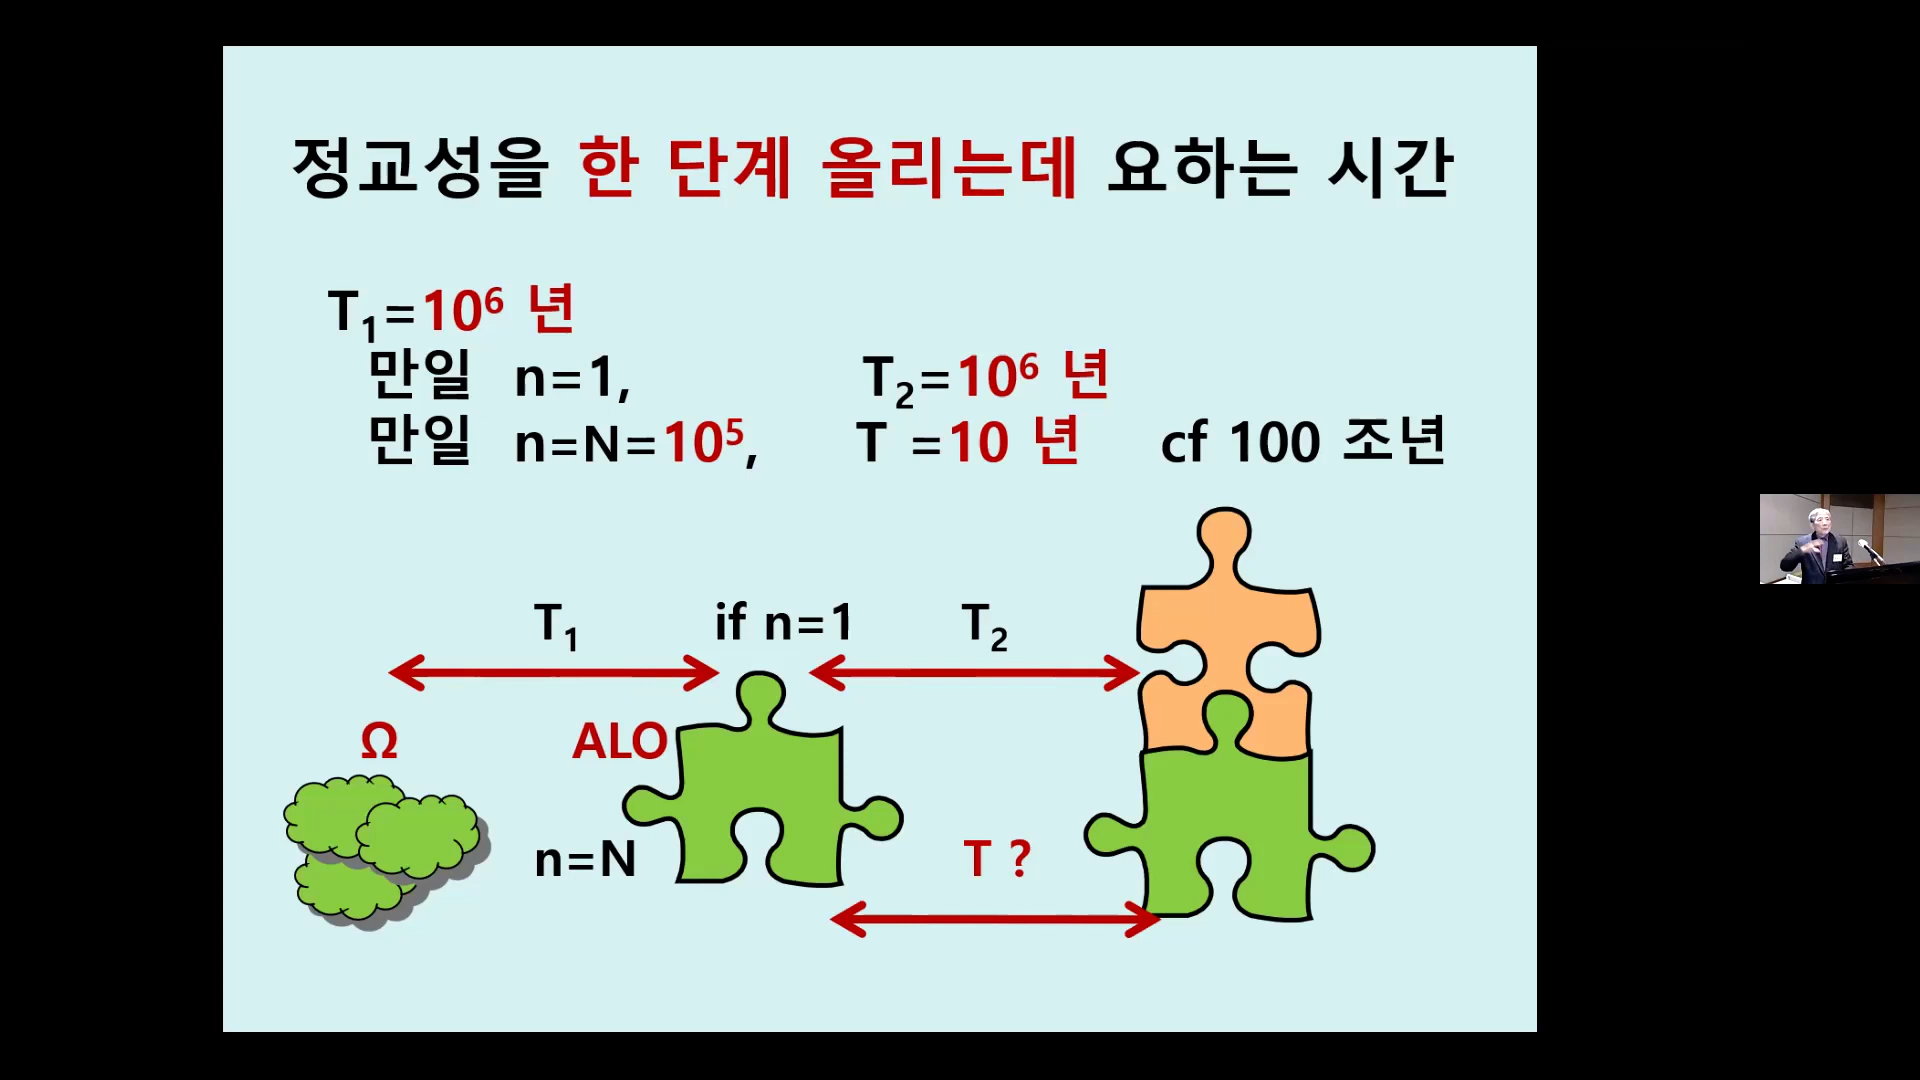 정교성을 한 단계 올리는데 요하는 시간
T₁=10⁶ 년
만일 n=1, T₂=10⁶ 년
만일 n=N=10⁵, T =10 년 cf 100 조년
T₁ if n=1 T₂
Ω ALO
n=N T ?